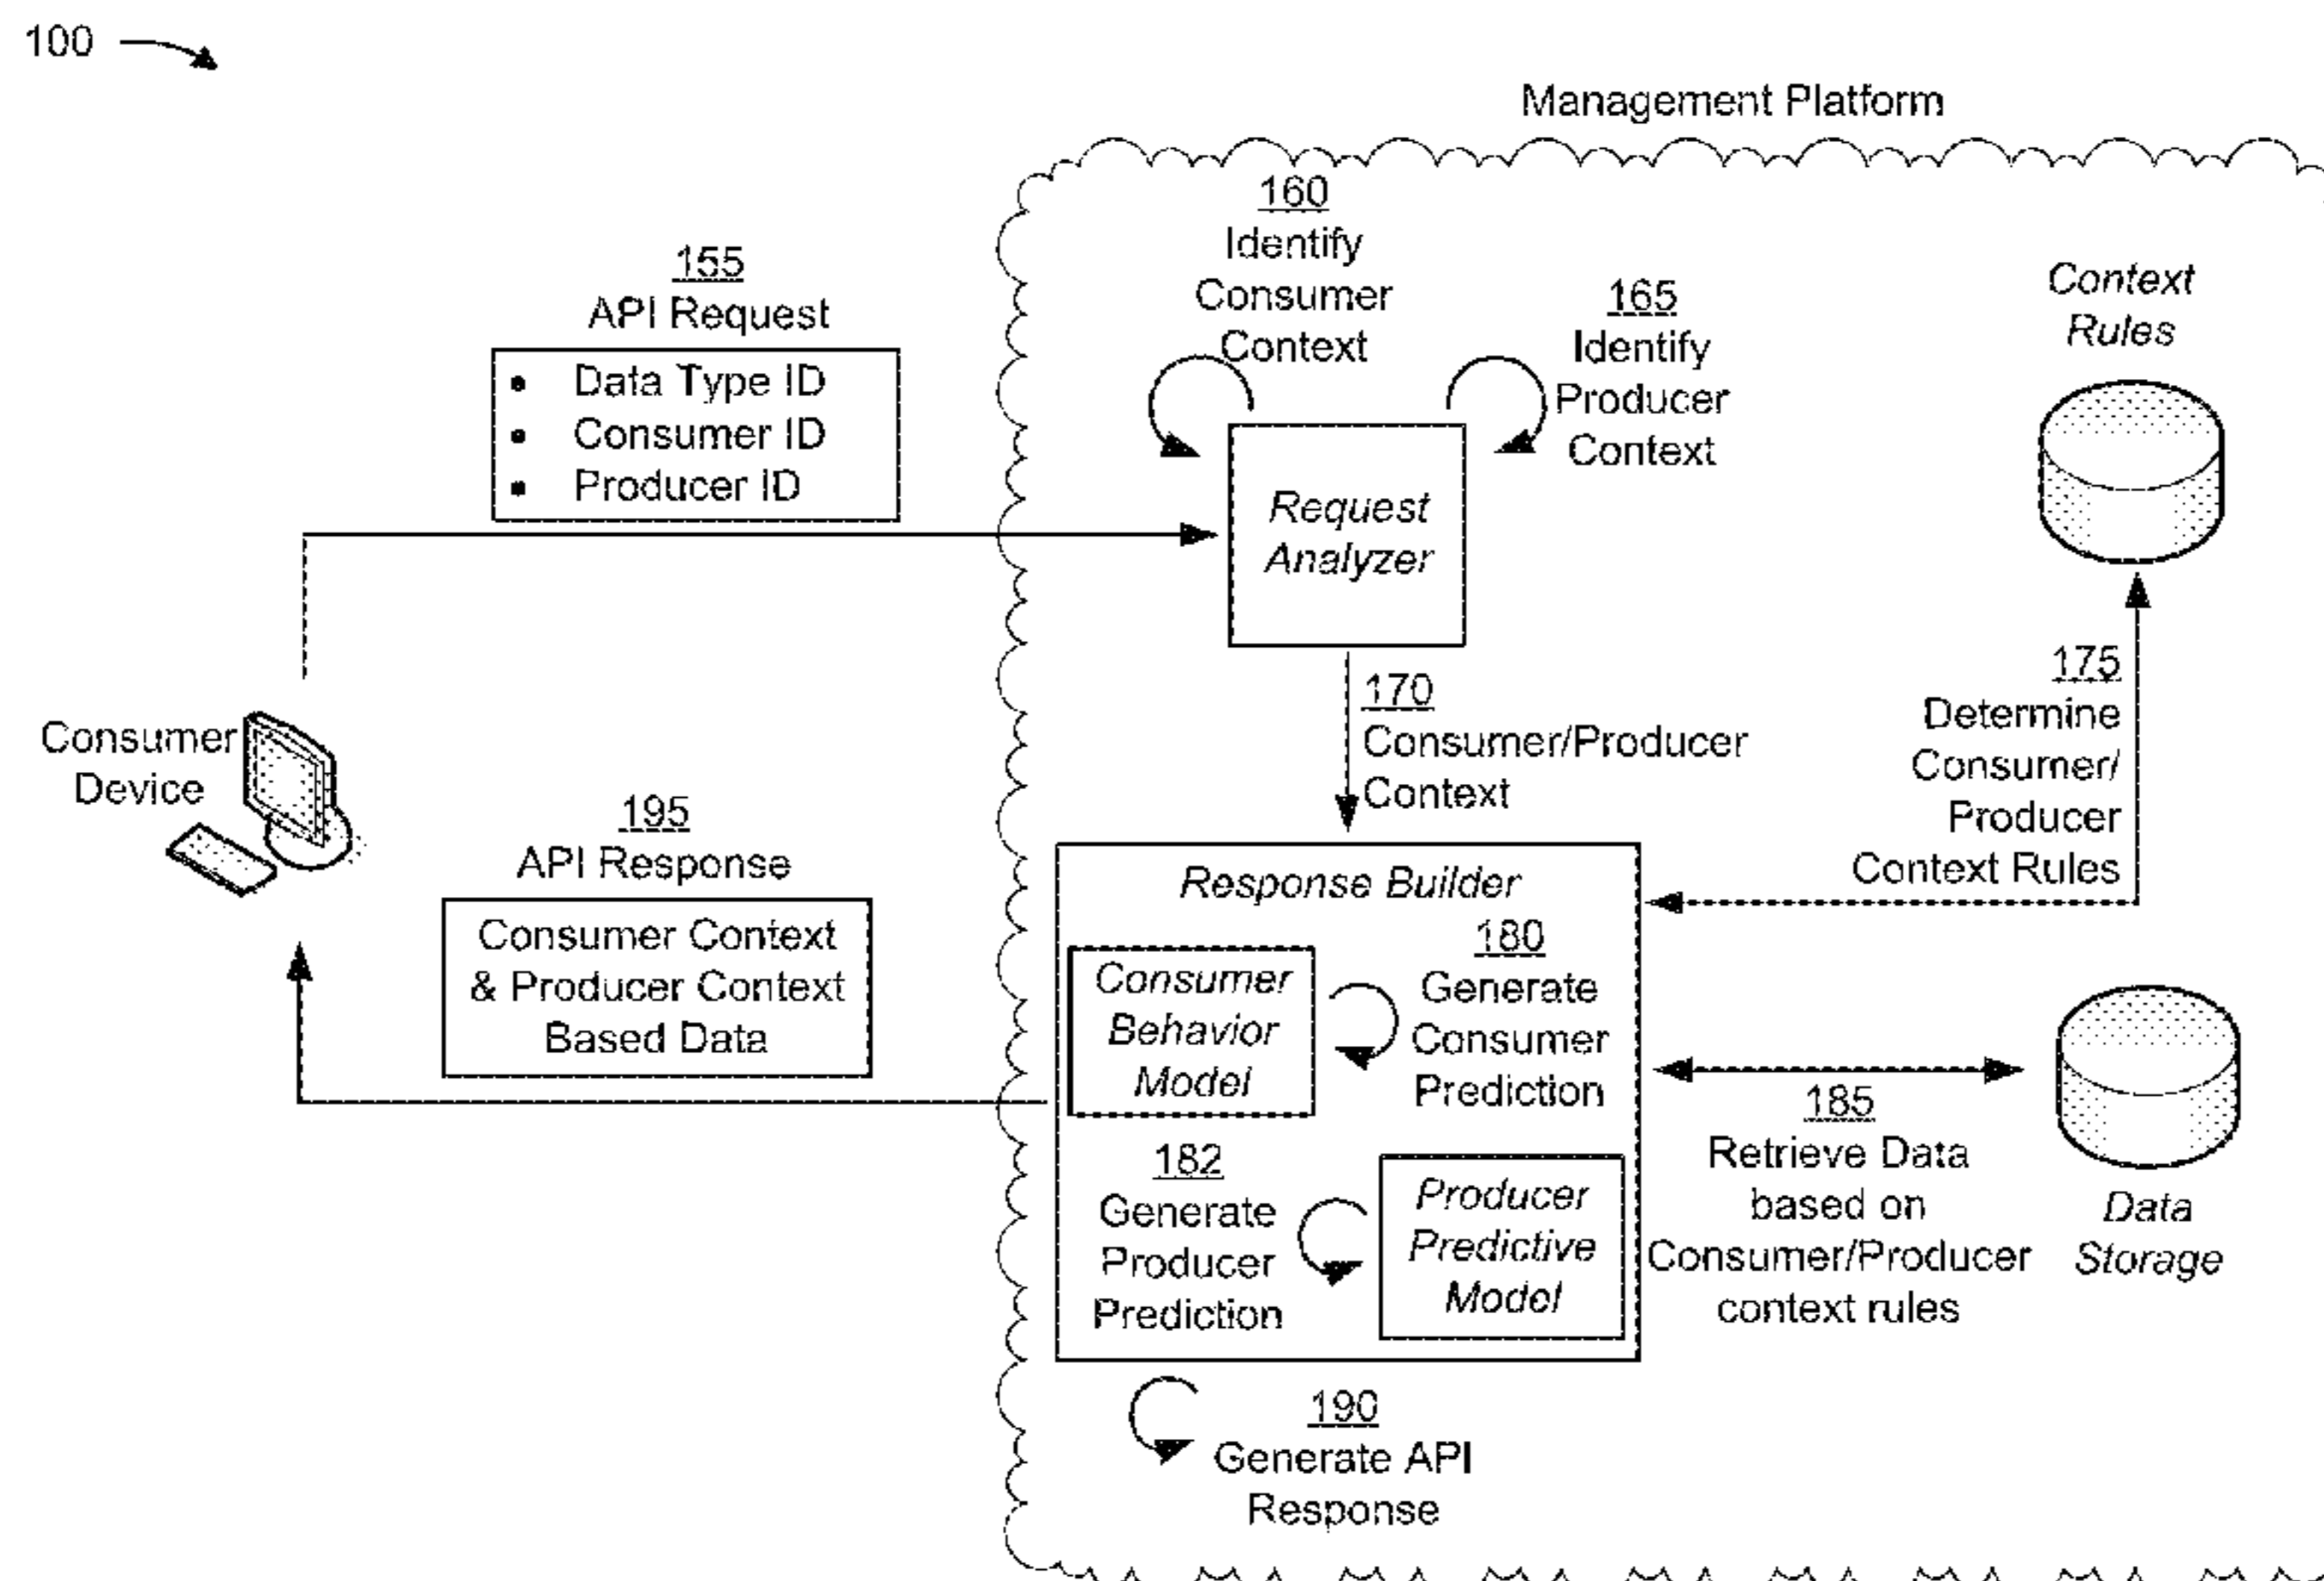 100
Management Platform
155
API Request
• Data Type ID
• Consumer ID
• Producer ID
160
Identify
Consumer
Context
165
Identify
Producer
Context
Context
Rules
Request
Analyzer
170
Consumer/Producer
Context
175
Determine
Consumer/
Producer
Context Rules
Consumer
Device
195
API Response
Consumer Context
& Producer Context
Based Data
Response Builder
Consumer
Behavior
Model
180
Generate
Consumer
Prediction
182
Generate
Producer
Prediction
Producer
Predictive
Model
185
Retrieve Data
based on
Consumer/Producer
context rules
Data
Storage
190
Generate API
Response